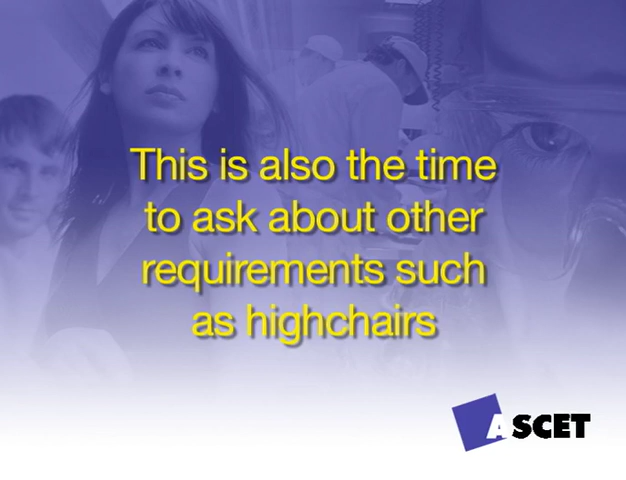 This is also the time
to ask about other
requirements such
as highchairs
ASCET